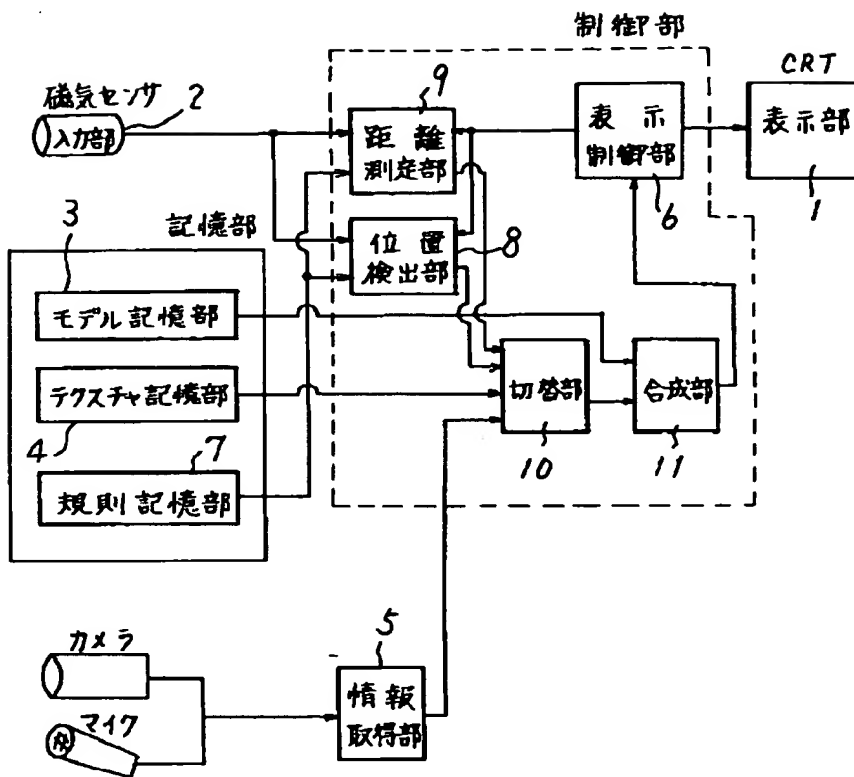 制御部
CRT
磁気センサ
2
入力部
9
距離
測定部
表示
制御部
6
表示部
1
記憶部
3
モデル記憶部
位置
検出部
8
テクスチャ記憶部
4
切替部
10
合成部
11
7
規則記憶部
カメラ
マイク
5
情報
取得部